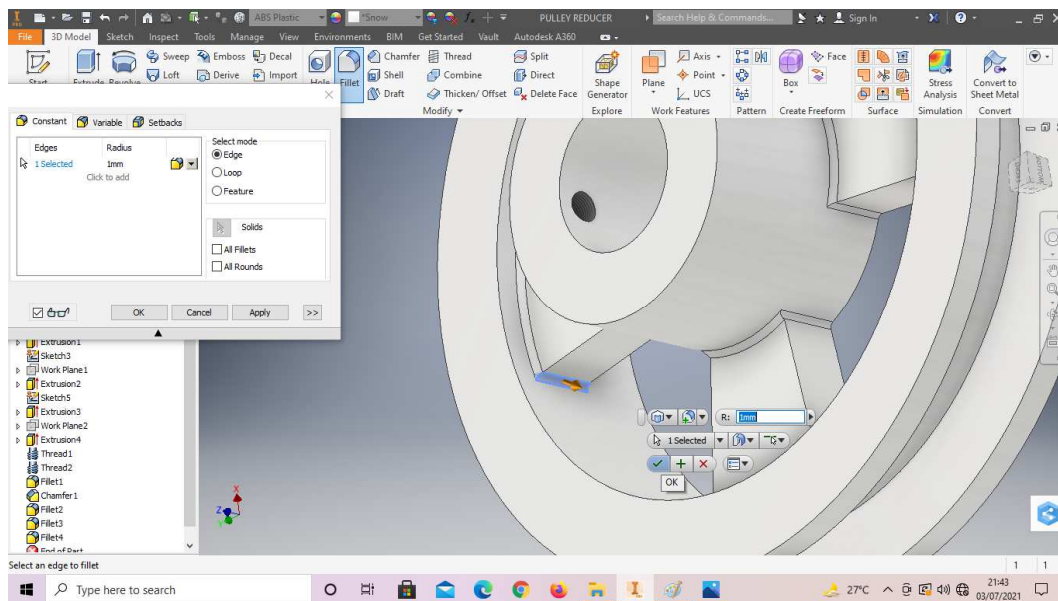 PRO
ABS Plastic
*Snow
PULLEY REDUCER
Search Help & Commands...
Sign In
File 3D Model Sketch Inspect Tools Manage View Environments BIM Get Started Vault Autodesk A360
Start Extrude Revolve Sweep Emboss Decal
Loft Derive Import
Hole Fillet Chamfer Thread
Shell Combine
Draft Thicken/ Offset
Split
Direct
Delete Face
Shape
Generator
Plane Axis
Point
UCS
Box Face
Stress
Analysis
Convert to
Sheet Metal
Modify Explore Work Features Pattern Create Freeform Surface Simulation Convert
Constant Variable Setbacks
Edges Radius
1 Selected 1mm
Click to add
Select mode
Edge
Loop
Feature
Solids
All Fillets
All Rounds
OK Cancel Apply >>
Extrusion1
Sketch3
Work Plane1
Extrusion2
Sketch5
Extrusion3
Work Plane2
Extrusion4
Thread1
Thread2
Fillet1
Chamfer1
Fillet2
Fillet3
Fillet4
End of Part
R: 1mm
1 Selected
OK
X
Z
Y
Select an edge to fillet 1 1
Type here to search
27°C
21:43
03/07/2021